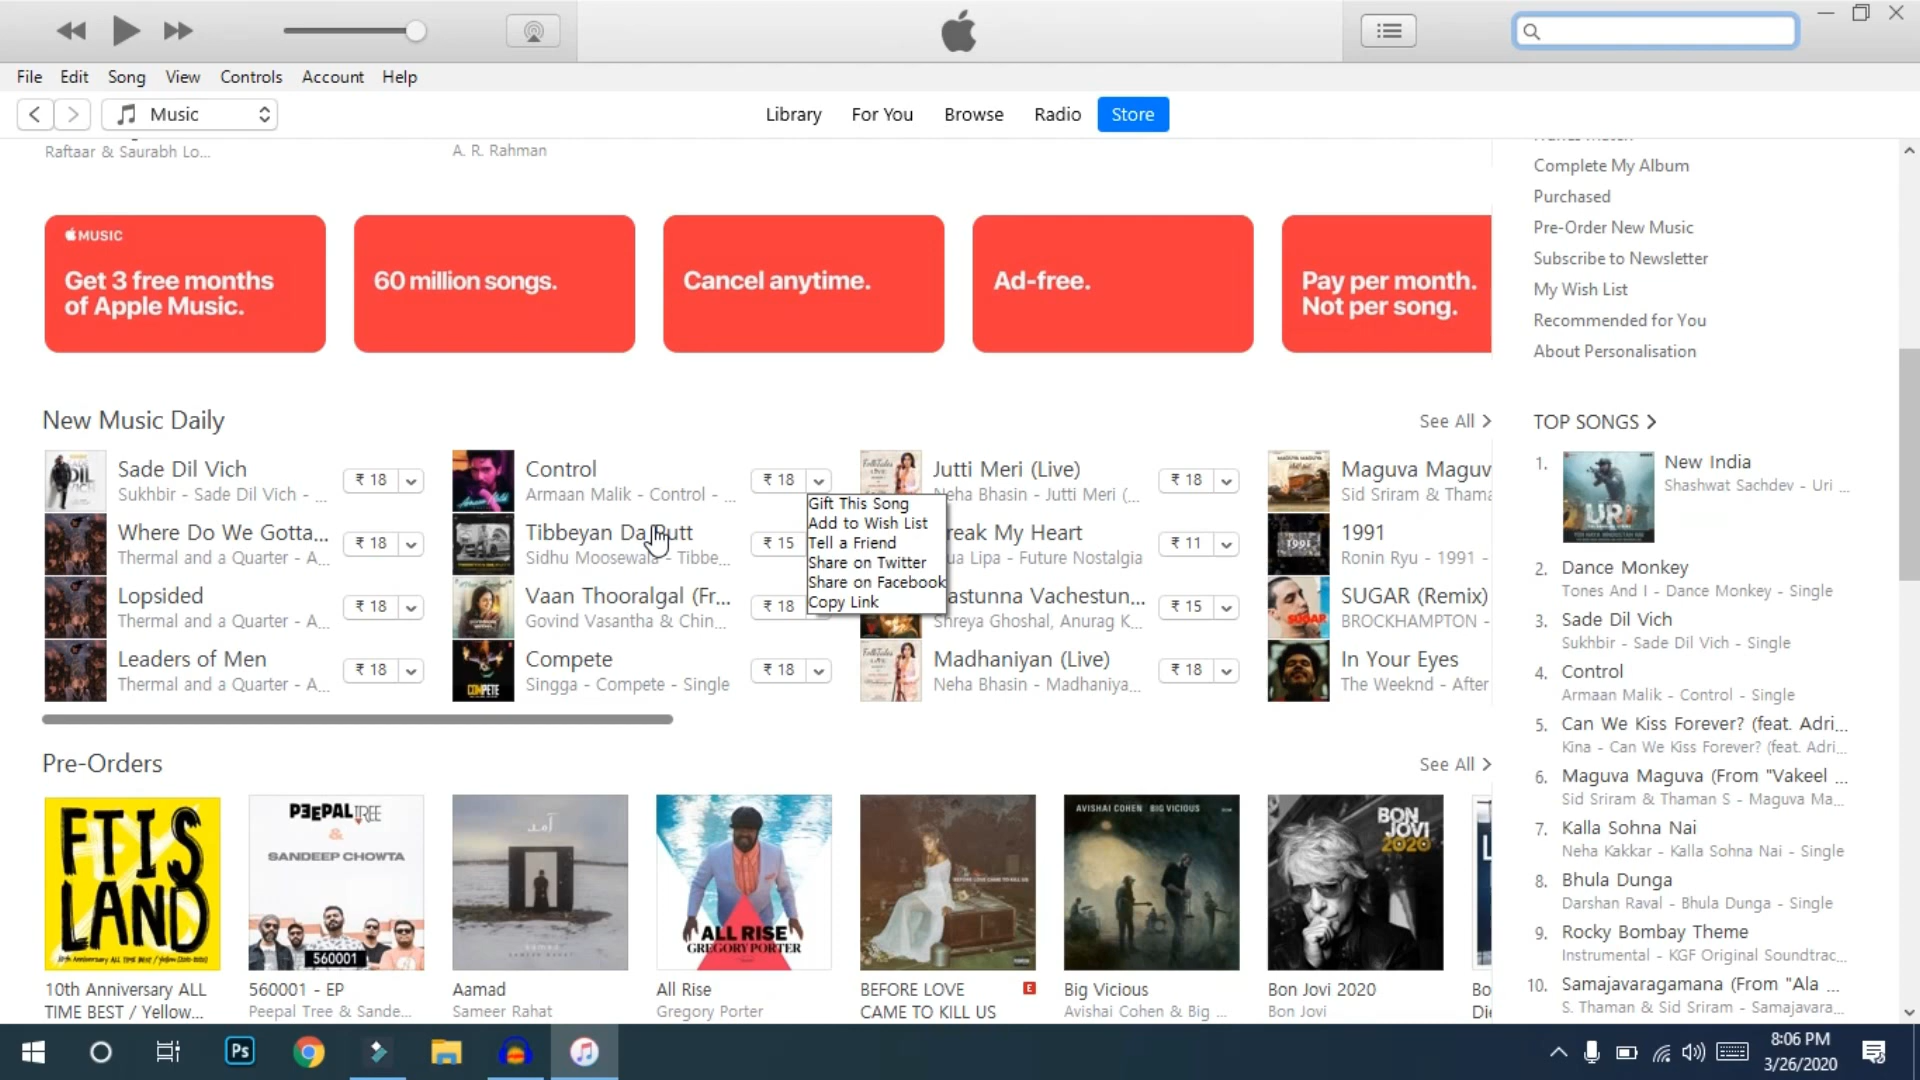 File Edit Song View Controls Account Help
Music
Library For You Browse Radio Store
Raftaar & Saurabh Lo...
A. R. Rahman
MUSIC
Get 3 free months
of Apple Music.
60 million songs.
Cancel anytime.
Ad-free.
Pay per month.
Not per song.
New Music Daily
See All
Sade Dil Vich
Sukhbir - Sade Dil Vich - ...
₹ 18
Where Do We Gotta...
Thermal and a Quarter - A...
₹ 18
Lopsided
Thermal and a Quarter - A...
₹ 18
Leaders of Men
Thermal and a Quarter - A...
₹ 18
Control
Armaan Malik - Control - ...
₹ 18
Sidhu Moosewala - Tibbe...
₹ 15
Vaan Thooralgal (Fr...
Govind Vasantha & Chin...
₹ 18
COMPETE
Compete
Singga - Compete - Single
₹ 18
Gift This Song
Add to Wish List
Tell a Friend
Share on Twitter
Share on Facebook
Copy Link
Jutti Meri (Live)
Neha Bhasin - Jutti Meri (...
₹ 18
reak My Heart
ua Lipa - Future Nostalgia
₹ 11
astunna Vachestun...
Shreya Ghoshal, Anurag K...
₹ 15
Madhaniyan (Live)
Neha Bhasin - Madhaniya...
₹ 18
Maguva Maguv
Sid Sriram & Thama
1991
1991
Ronin Ryu - 1991 -
SUGAR
SUGAR (Remix)
BROCKHAMPTON -
In Your Eyes
The Weeknd - After
Pre-Orders
See All
FTIS
LAND
10th Anniversary ALL
TIME BEST / Yellow...
PEEPAL TREE
&
SANDEEP CHOWTA
560001
560001 - EP
Peepal Tree & Sande...
Aamad
Sameer Rahat
ALL RISE
GREGORY PORTER
All Rise
Gregory Porter
BEFORE LOVE CAME TO KILL US
BEFORE LOVE
CAME TO KILL US
E
AVISHAI COHEN BIG VICIOUS
Big Vicious
Avishai Cohen & Big ...
BON
JOVI
2020
Bon Jovi 2020
Bon Jovi
Bo
Complete My Album
Purchased
Pre-Order New Music
Subscribe to Newsletter
My Wish List
Recommended for You
About Personalisation
TOP SONGS
URI
1. New India
Shashwat Sachdev - Uri ...
2. Dance Monkey
Tones And I - Dance Monkey - Single
3. Sade Dil Vich
Sukhbir - Sade Dil Vich - Single
4. Control
Armaan Malik - Control - Single
5. Can We Kiss Forever? (feat. Adri...
Kina - Can We Kiss Forever? (feat. Adri...
6. Maguva Maguva (From "Vakeel ...
Sid Sriram & Thaman S - Maguva Ma...
7. Kalla Sohna Nai
Neha Kakkar - Kalla Sohna Nai - Single
8. Bhula Dunga
Darshan Raval - Bhula Dunga - Single
9. Rocky Bombay Theme
Instrumental - KGF Original Soundtrac...
10. Samajavaragamana (From "Ala ...
S. Thaman & Sid Sriram - Samajavara...
Ps
8:06 PM
3/26/2020